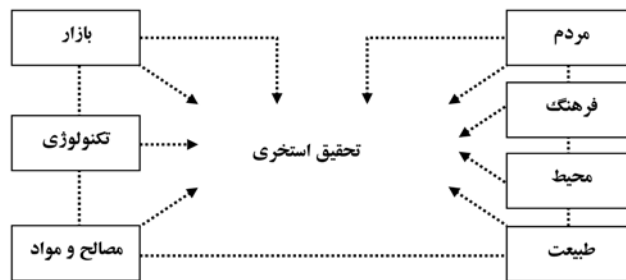 مردم
بازار
فرهنگ
تکنولوژی
تحقیق استخری
محیط
طبیعت
مصالح و مواد